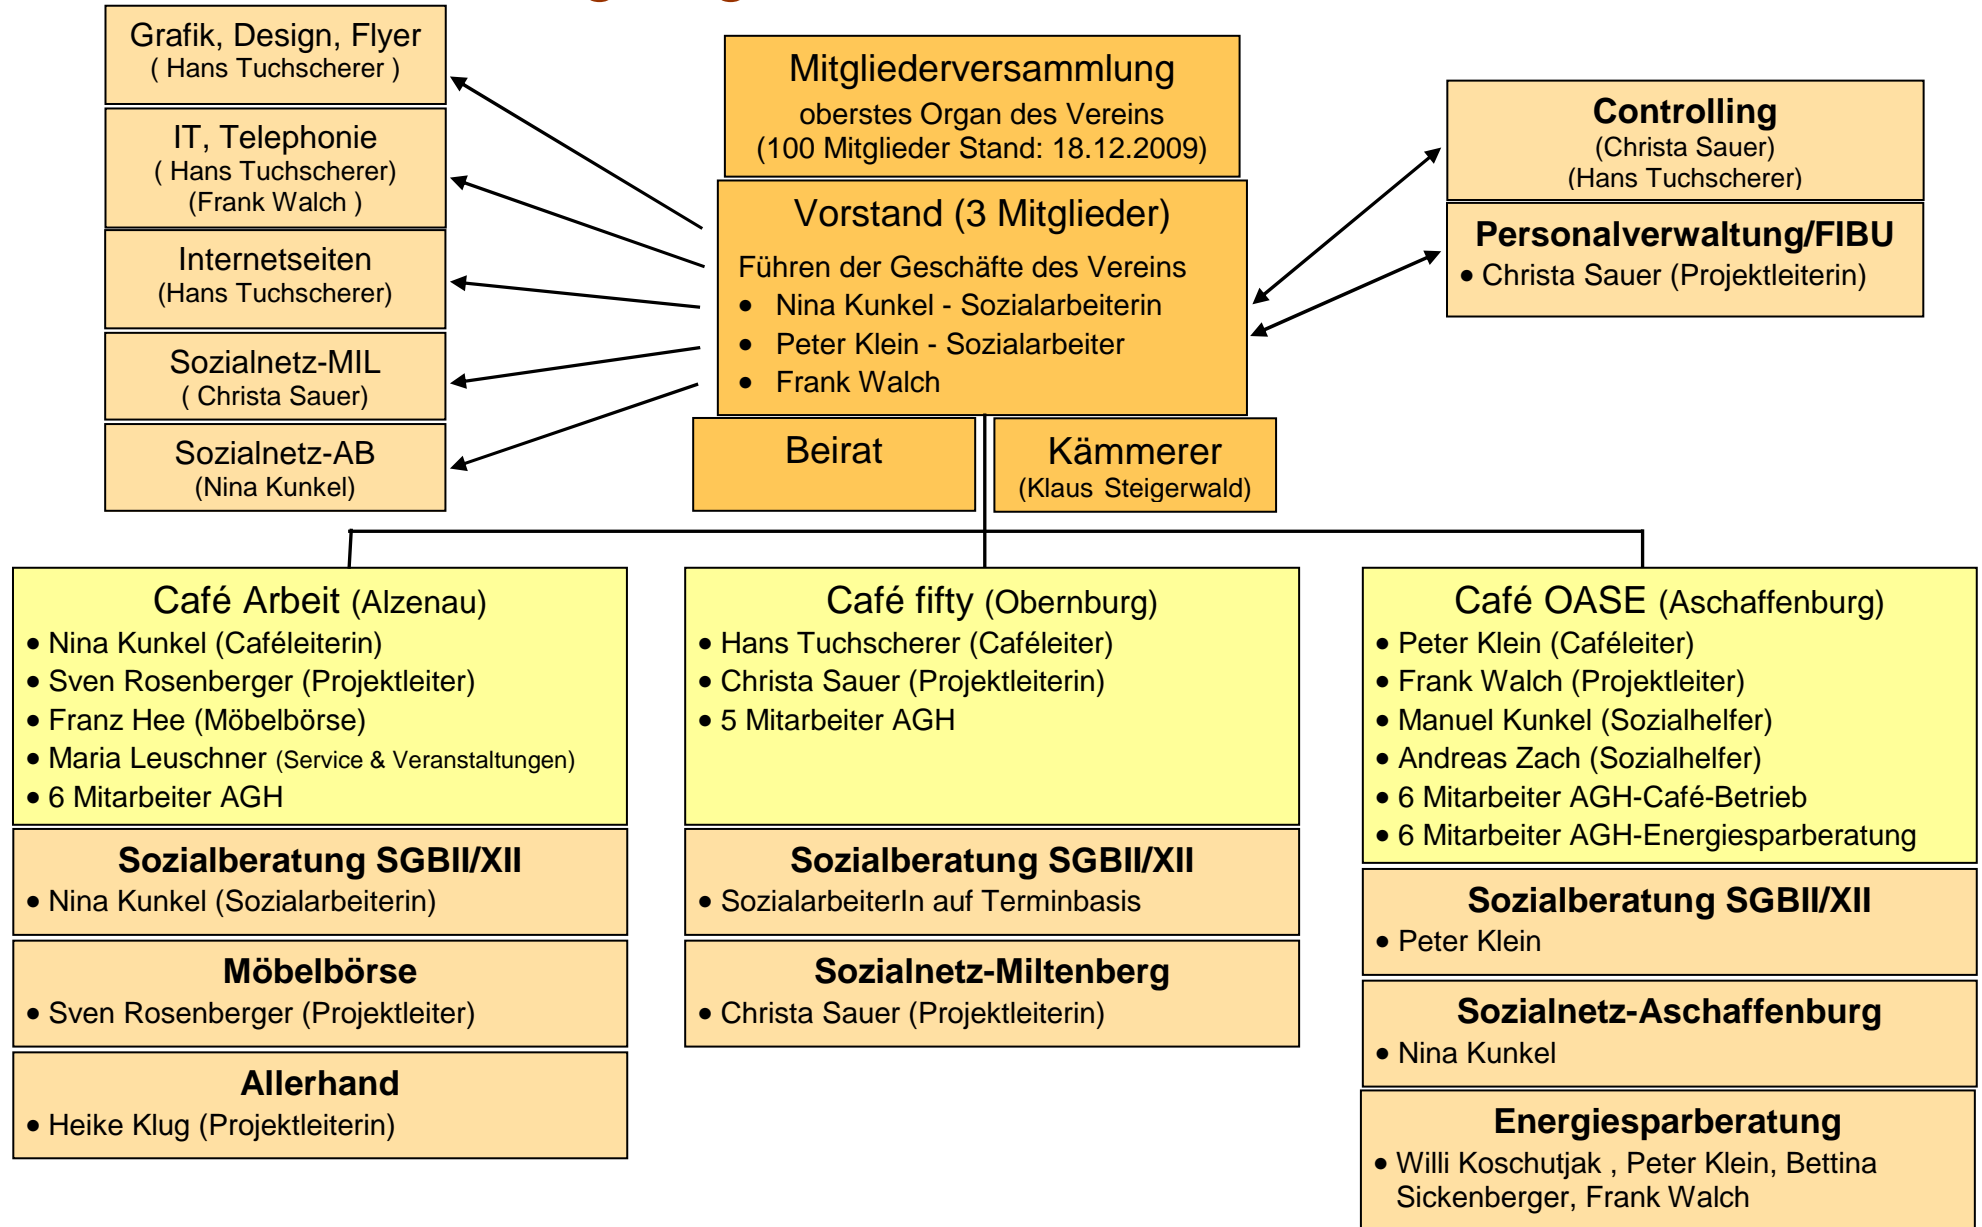 Grafik, Design, Flyer
( Hans Tuchscherer )
IT, Telephonie
( Hans Tuchscherer)
(Frank Walch )
Internetseiten
(Hans Tuchscherer)
Sozialnetz-MIL
( Christa Sauer)
Sozialnetz-AB
(Nina Kunkel)
Mitgliederversammlung
oberstes Organ des Vereins
(100 Mitglieder Stand: 18.12.2009)
Vorstand (3 Mitglieder)
Führen der Geschäfte des Vereins
• Nina Kunkel - Sozialarbeiterin
• Peter Klein - Sozialarbeiter
• Frank Walch
Beirat
Kämmerer
(Klaus Steigerwald)
Controlling
(Christa Sauer)
(Hans Tuchscherer)
Personalverwaltung/FIBU
• Christa Sauer (Projektleiterin)
Café Arbeit (Alzenau)
• Nina Kunkel (Caféleiterin)
• Sven Rosenberger (Projektleiter)
• Franz Hee (Möbelbörse)
• Maria Leuschner (Service & Veranstaltungen)
• 6 Mitarbeiter AGH
Sozialberatung SGBII/XII
• Nina Kunkel (Sozialarbeiterin)
Möbelbörse
• Sven Rosenberger (Projektleiter)
Allerhand
• Heike Klug (Projektleiterin)
Café fifty (Obernburg)
• Hans Tuchscherer (Caféleiter)
• Christa Sauer (Projektleiterin)
• 5 Mitarbeiter AGH
Sozialberatung SGBII/XII
• SozialarbeiterIn auf Terminbasis
Sozialnetz-Miltenberg
• Christa Sauer (Projektleiterin)
Café OASE (Aschaffenburg)
• Peter Klein (Caféleiter)
• Frank Walch (Projektleiter)
• Manuel Kunkel (Sozialhelfer)
• Andreas Zach (Sozialhelfer)
• 6 Mitarbeiter AGH-Café-Betrieb
• 6 Mitarbeiter AGH-Energiesparberatung
Sozialberatung SGBII/XII
• Peter Klein
Sozialnetz-Aschaffenburg
• Nina Kunkel
Energiesparberatung
• Willi Koschutjak , Peter Klein, Bettina
Sickenberger, Frank Walch